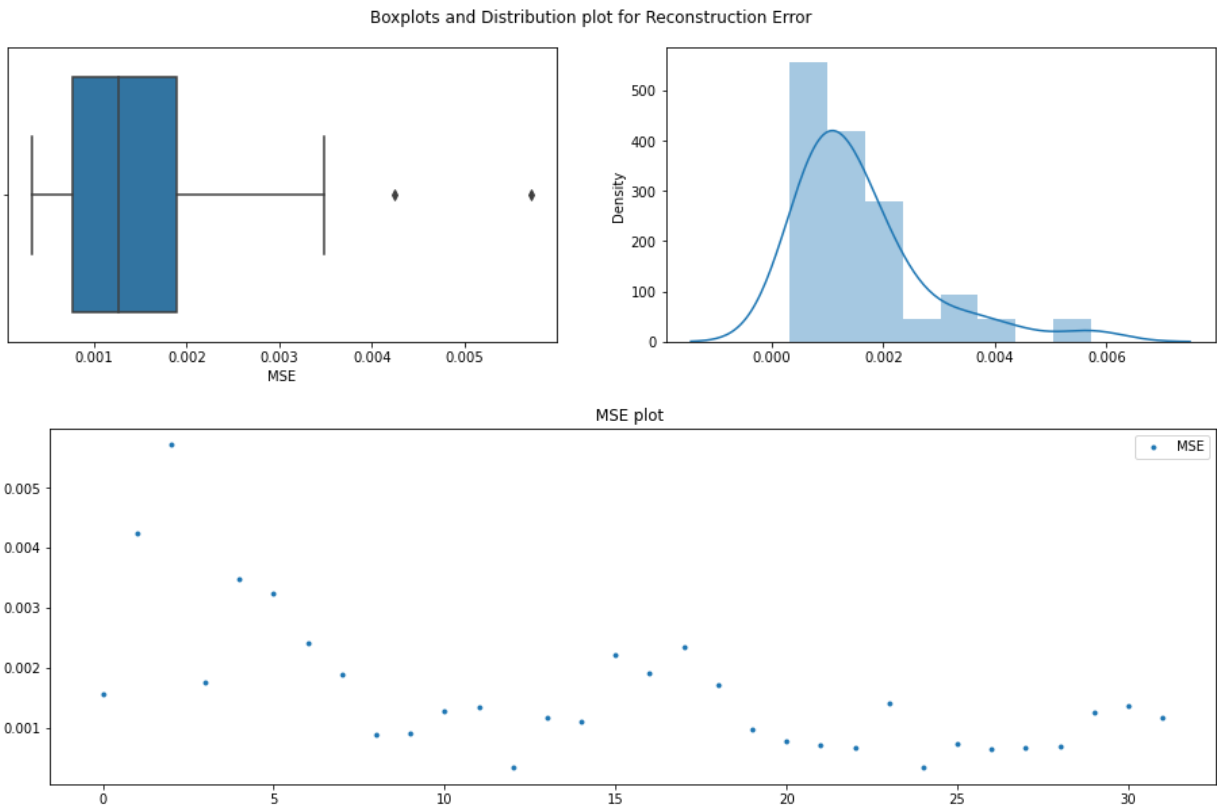 Boxplots and Distribution plot for Reconstruction Error
0.001 0.002 0.003 0.004 0.005
MSE
Density
500
400
300
200
100
0
0.000 0.002 0.004 0.006
MSE plot
MSE
0.005
0.004
0.003
0.002
0.001
0 5 10 15 20 25 30